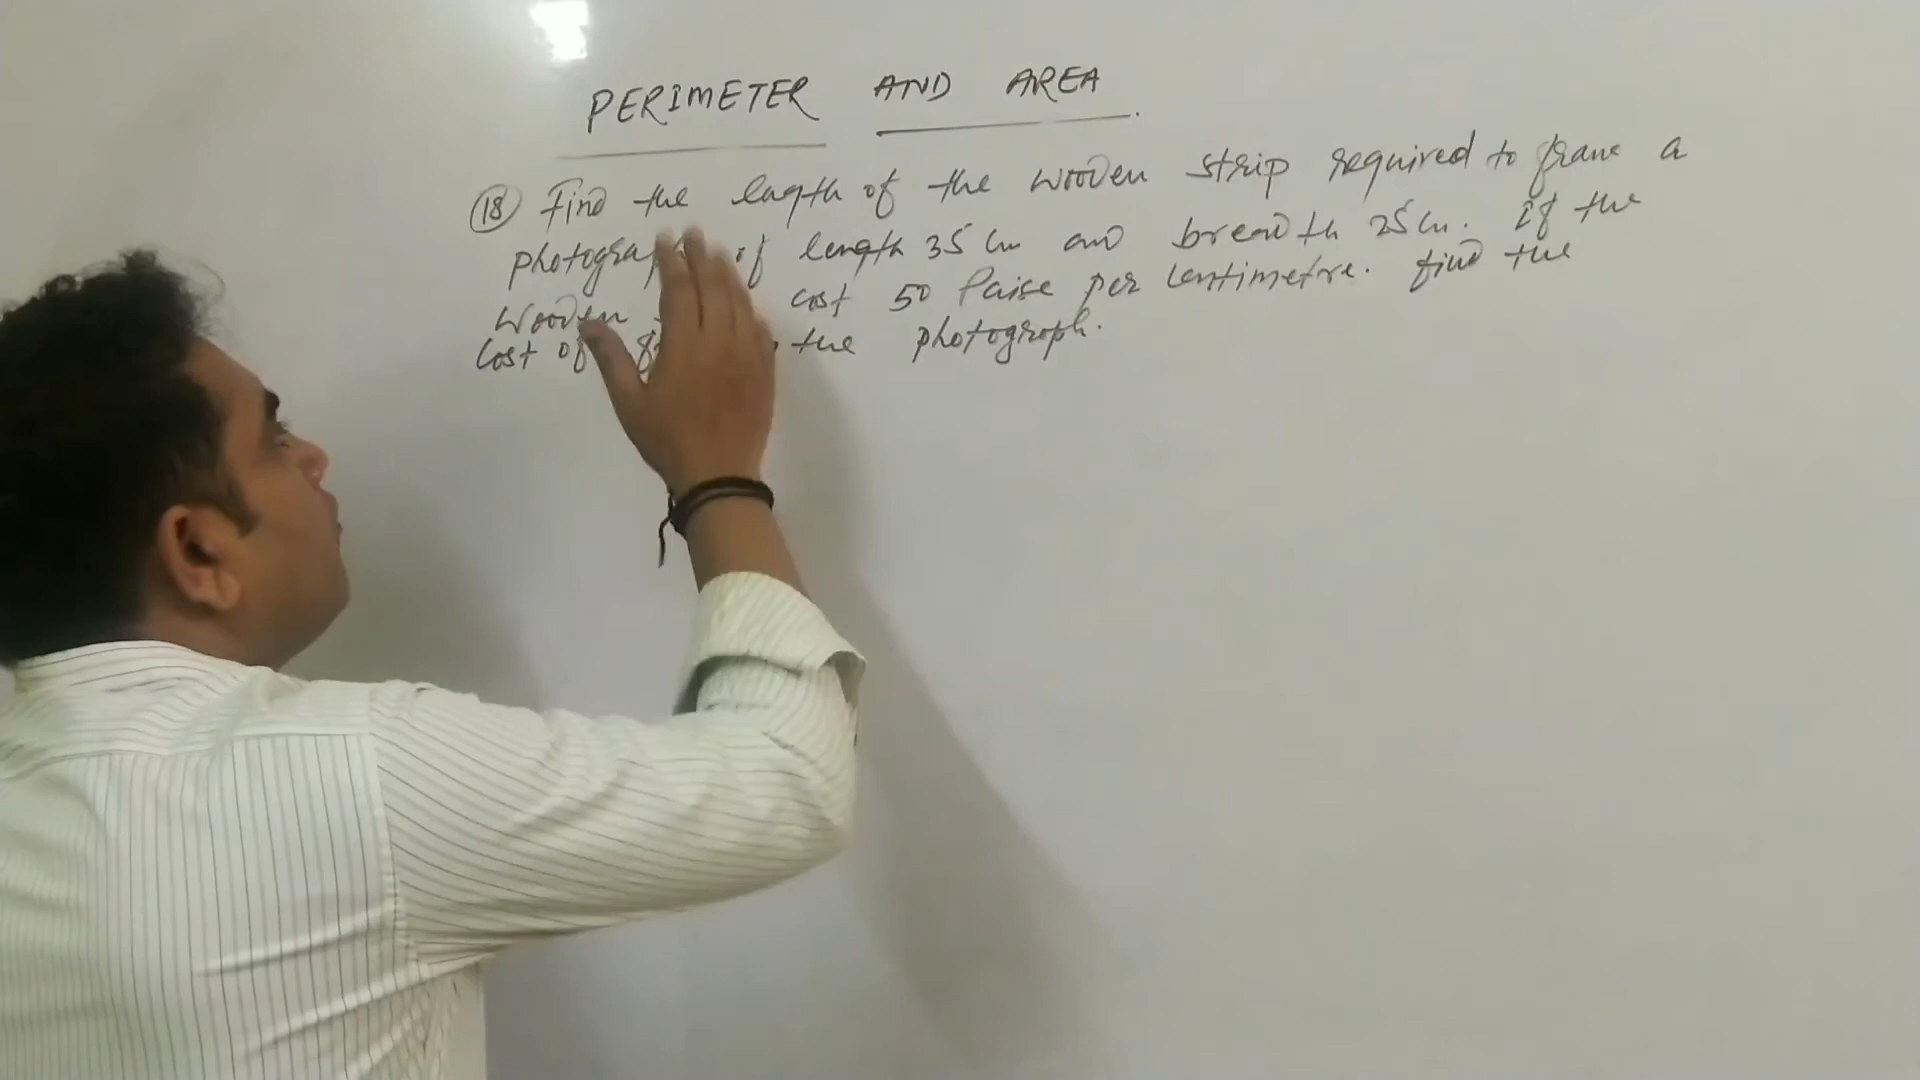 PERIMETER AND AREA.
(18) Find the length of the wooden strip required to frame a
photograph of length 35 cm and breadth 25 cm. If the
wooden cost 50 Paise per centimetre. find the
Cost of the photograph.